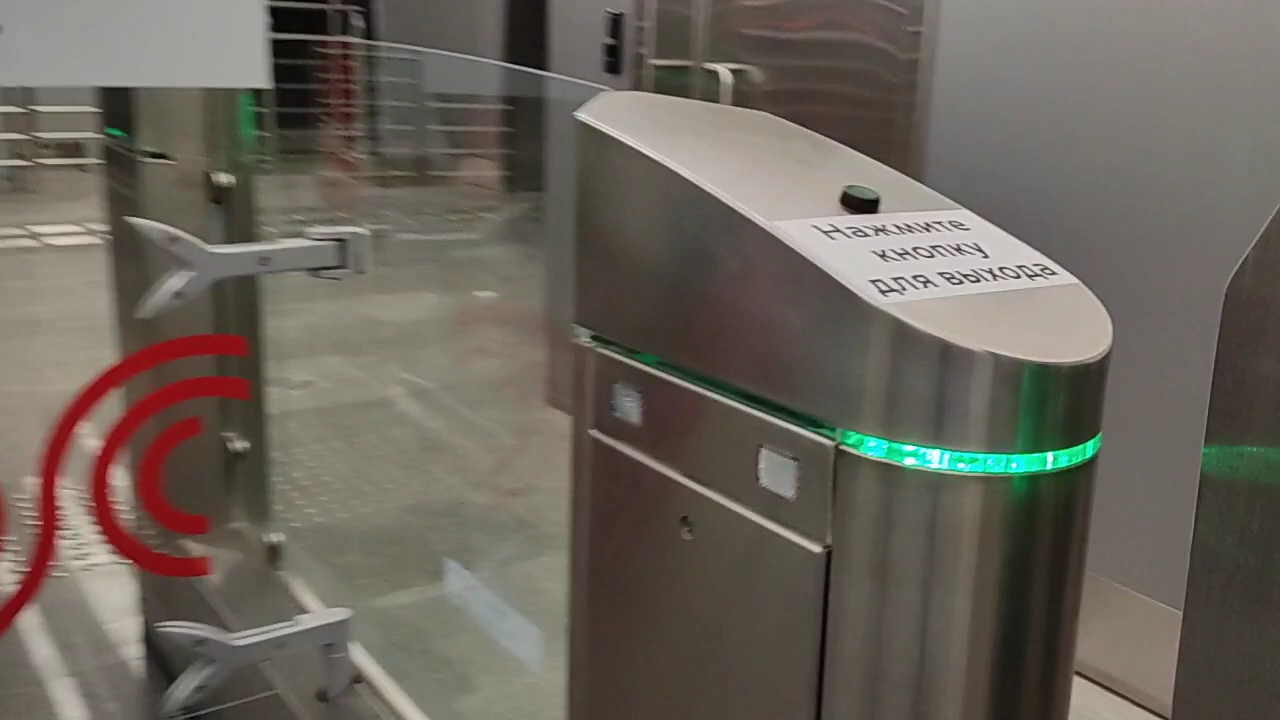 Нажмите
кнопку
для выхода